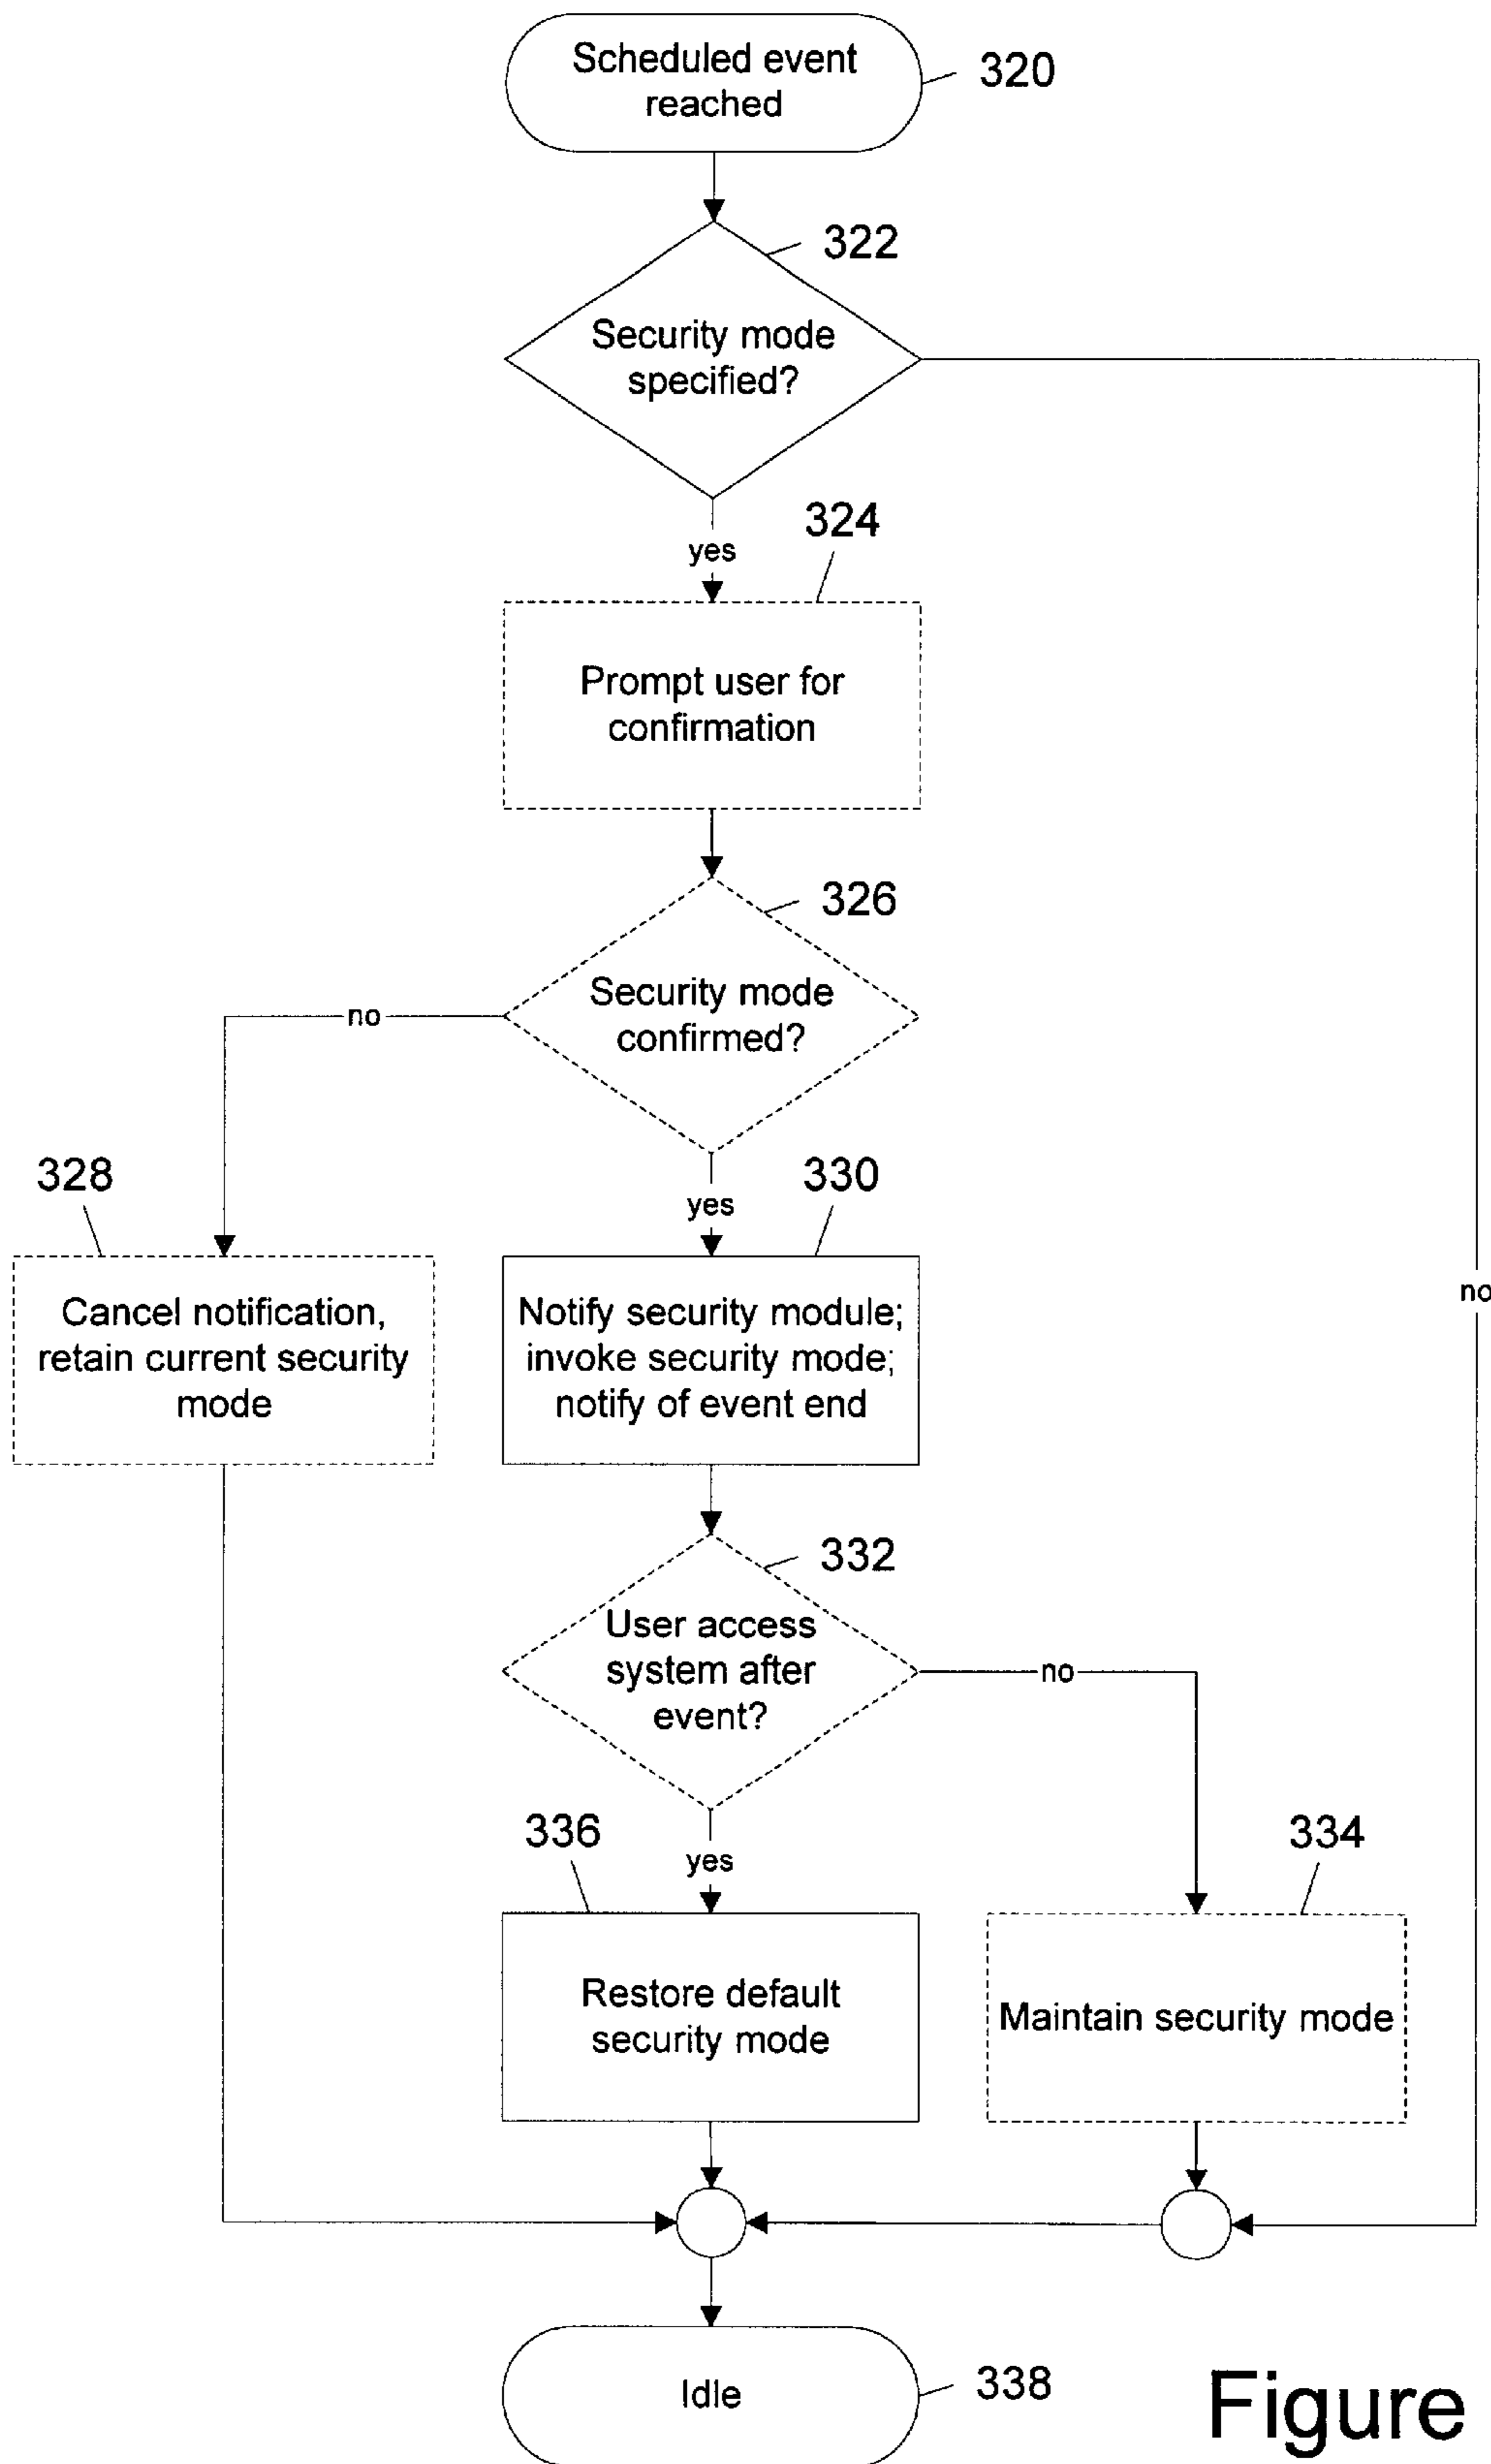 Scheduled event
reached
320
322
Security mode
specified?
324
yes
Prompt user for
confirmation
326
Security mode
confirmed?
no
328
330
yes
no
Cancel notification,
retain current security
mode
Notify security module;
invoke security mode;
notify of event end
332
User access
system after
event?
no
336
334
yes
Restore default
security mode
Maintain security mode
Idle
338
Figure